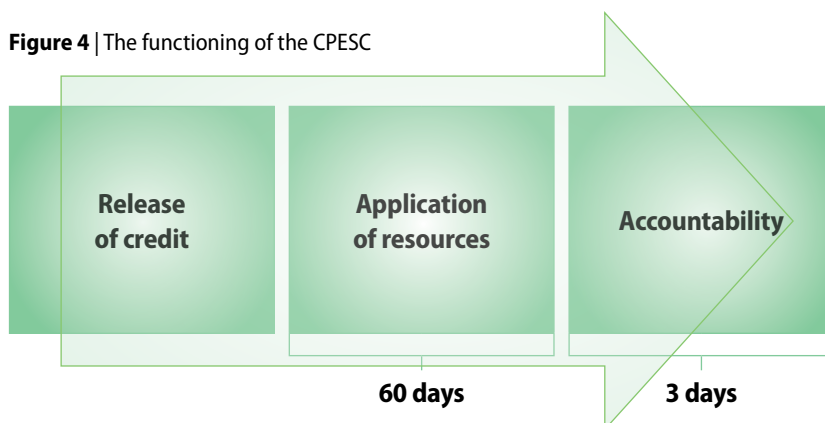 Figure 4 | The functioning of the CPESC
Release
of credit
Application
of resources
Accountability
60 days
3 days